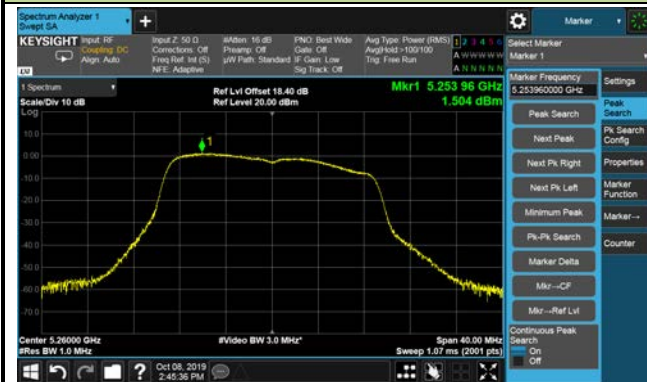 Spectrum Analyzer 1
Swept SA
Marker
KEYSIGHT
Input: RF
Coupling: DC
Align: Auto
Input Z: 50 Ω
Corrections: Off
Freq Ref: Int (S)
NFE: Adaptive
#Atten: 16 dB
Preamp: Off
µW Path: Standard
PNO: Best Wide
Gate: Off
IF Gain: Low
Sig Track: Off
Avg Type: Power (RMS)
Avg|Hold:>100/100
Trig: Free Run
1 2 3 4 5 6
A W W W W W
A N N N N N
Select Marker
Marker 1
LXI
1 Spectrum
Scale/Div 10 dB
Log
Ref Lvl Offset 18.40 dB
Ref Level 20.00 dBm
Mkr1 5.253 96 GHz
1.504 dBm
Marker Frequency
5.253960000 GHz
Settings
Peak Search
Peak
Search
Next Peak
Pk Search
Config
Next Pk Right
Properties
Next Pk Left
Marker
Function
Minimum Peak
Marker→
Pk-Pk Search
Counter
Marker Delta
Mkr→CF
Mkr→Ref Lvl
Continuous Peak
Search
On
Off
1
10.0
0.00
-10.0
-20.0
-30.0
-40.0
-50.0
-60.0
-70.0
Center 5.26000 GHz
#Res BW 1.0 MHz
#Video BW 3.0 MHz*
Span 40.00 MHz
Sweep 1.07 ms (2001 pts)
Oct 08, 2019
2:45:36 PM